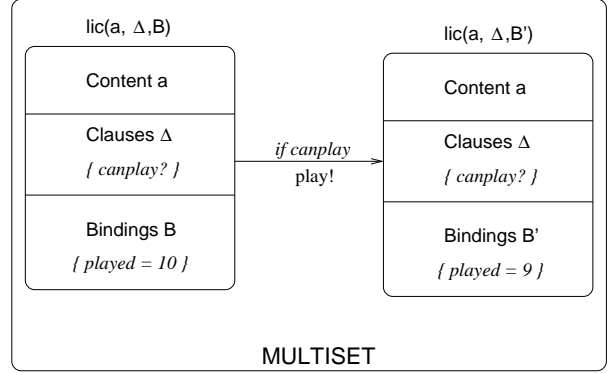 lic(a, Δ,B)
Content a
Clauses Δ
{ canplay? }
Bindings B
{ played = 10 }
if canplay
play!
lic(a, Δ,B')
Content a
Clauses Δ
{ canplay? }
Bindings B'
{ played = 9 }
MULTISET